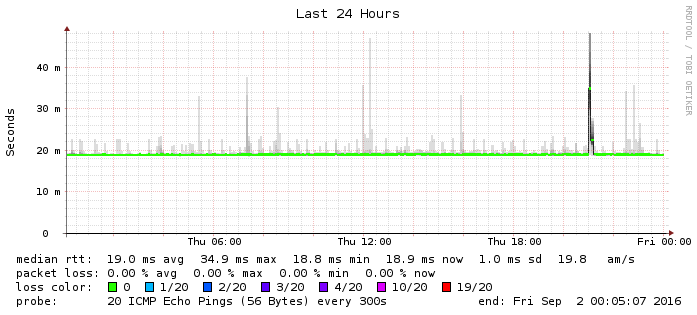 Last 24 Hours
RRDTOOL / TOBI OETIKER
Seconds
40 m
30 m
20 m
10 m
0
Thu 06:00 Thu 12:00 Thu 18:00 Fri 00:00
median rtt: 19.0 ms avg 34.9 ms max 18.8 ms min 18.9 ms now 1.0 ms sd 19.8 am/s
packet loss: 0.00 % avg 0.00 % max 0.00 % min 0.00 % now
loss color: 0 1/20 2/20 3/20 4/20 10/20 19/20
probe: 20 ICMP Echo Pings (56 Bytes) every 300s end: Fri Sep 2 00:05:07 2016